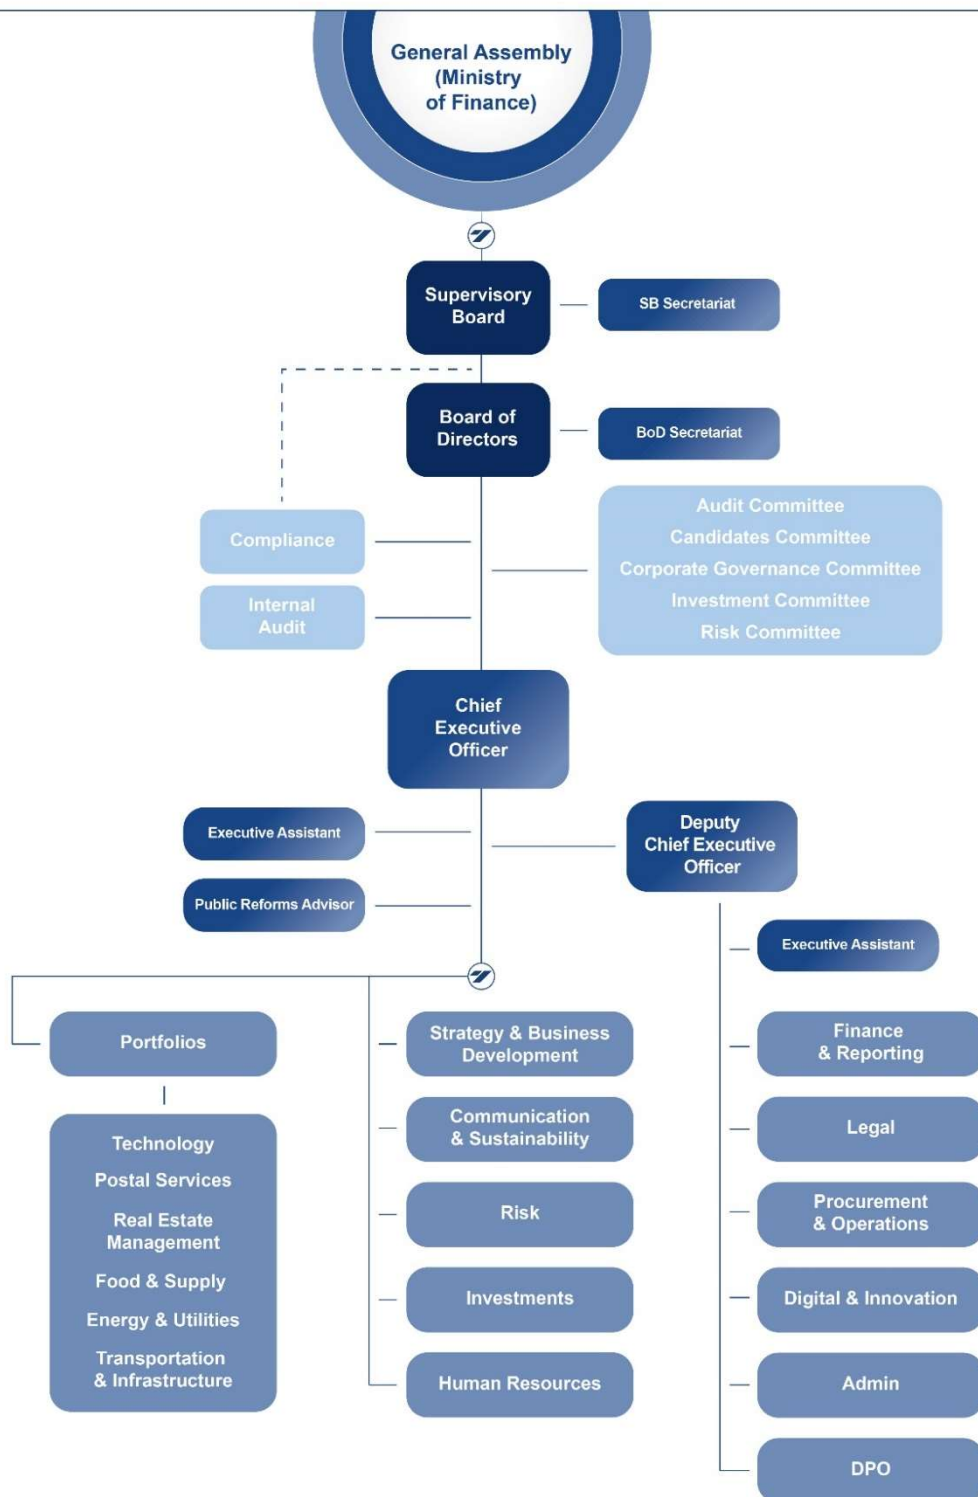 General Assembly
(Ministry
of Finance)
Supervisory
Board
SB Secretariat
Board of
Directors
BoD Secretariat
Compliance
Internal
Audit
Audit Committee
Candidates Committee
Corporate Governance Committee
Investment Committee
Risk Committee
Chief
Executive
Officer
Executive Assistant
Public Reforms Advisor
Deputy
Chief Executive
Officer
Executive Assistant
Portfolios
Technology
Postal Services
Real Estate
Management
Food & Supply
Energy & Utilities
Transportation
& Infrastructure
Strategy & Business
Development
Communication
& Sustainability
Risk
Investments
Human Resources
Finance
& Reporting
Legal
Procurement
& Operations
Digital & Innovation
Admin
DPO